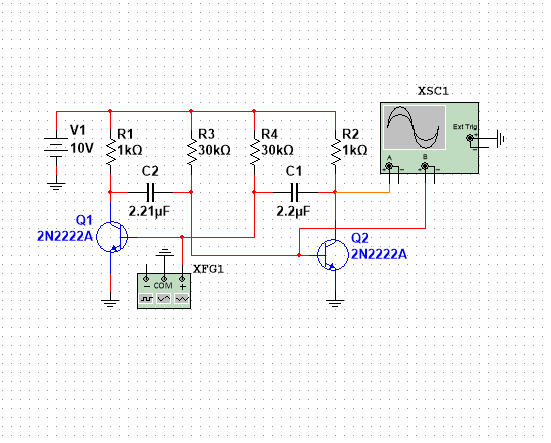 XSC1
V1
10V
R1
1kΩ
R3
30kΩ
R4
30kΩ
R2
1kΩ
Ext Trig
+
-
A
B
+ -
+ -
C2
2.21µF
C1
2.2µF
Q1
2N2222A
Q2
2N2222A
XFG1
- COM +